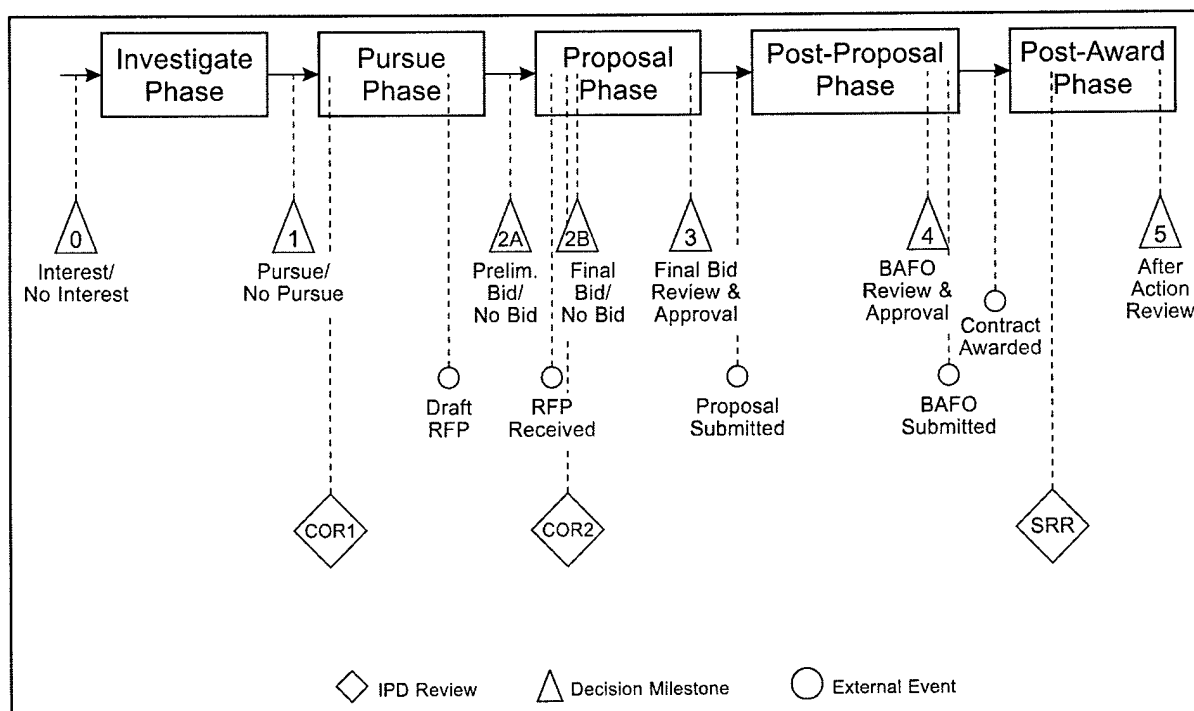 Investigate
Phase
Pursue
Phase
Proposal
Phase
Post-Proposal
Phase
Post-Award
Phase
0
Interest/
No Interest
1
Pursue/
No Pursue
2A
Prelim.
Bid/
No Bid
2B
Final
Bid/
No Bid
3
Final Bid
Review &
Approval
4
BAFO
Review &
Approval
Contract
Awarded
5
After
Action
Review
Draft
RFP
RFP
Received
Proposal
Submitted
BAFO
Submitted
COR1
COR2
SRR
IPD Review
Decision Milestone
External Event